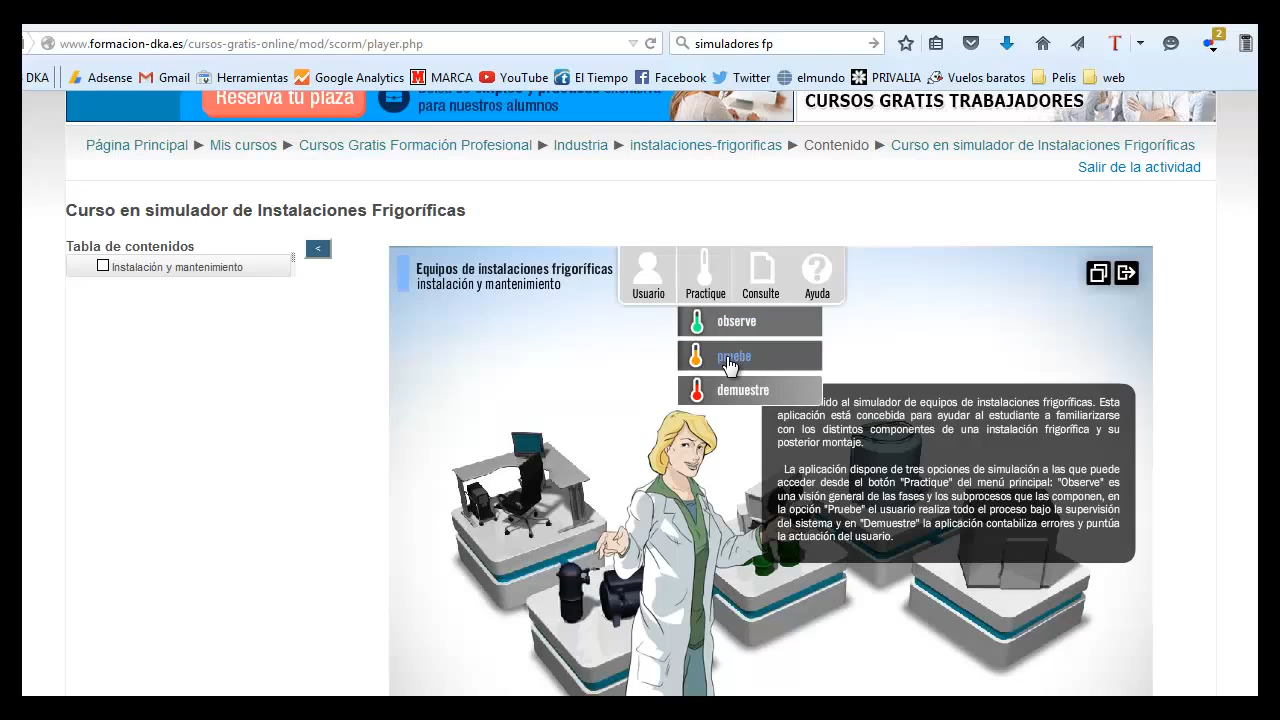 www.formacion-dka.es/cursos-gratis-online/mod/scorm/player.php
simuladores fp
2
DKA
Adsense
Gmail
Herramientas
Google Analytics
MARCA
YouTube
El Tiempo
Facebook
Twitter
elmundo
PRIVALIA
Vuelos baratos
Pelis
web
Reserva tu plaza
para nuestros alumnos
CURSOS GRATIS TRABAJADORES
Página Principal ► Mis cursos ► Cursos Gratis Formación Profesional ► Industria ► instalaciones-frigorificas ► Contenido ► Curso en simulador de Instalaciones Frigoríficas
Salir de la actividad
Curso en simulador de Instalaciones Frigoríficas
Tabla de contenidos
<
Instalación y mantenimiento
Equipos de instalaciones frigoríficas
instalación y mantenimiento
Usuario
Practique
Consulte
Ayuda
observe
pruebe
demuestre
al simulador de equipos de instalaciones frigoríficas. Esta
aplicación está concebida para ayudar al estudiante a familiarizarse
con los distintos componentes de una instalación frigorífica y su
posterior montaje.
La aplicación dispone de tres opciones de simulación a las que puede
acceder desde el botón "Practique" del menú principal: "Observe" es
una visión general de las fases y los subprocesos que las componen, en
la opción "Pruebe" el usuario realiza todo el proceso bajo la supervisión
del sistema y en "Demuestre" la aplicación contabiliza errores y puntúa
la actuación del usuario.